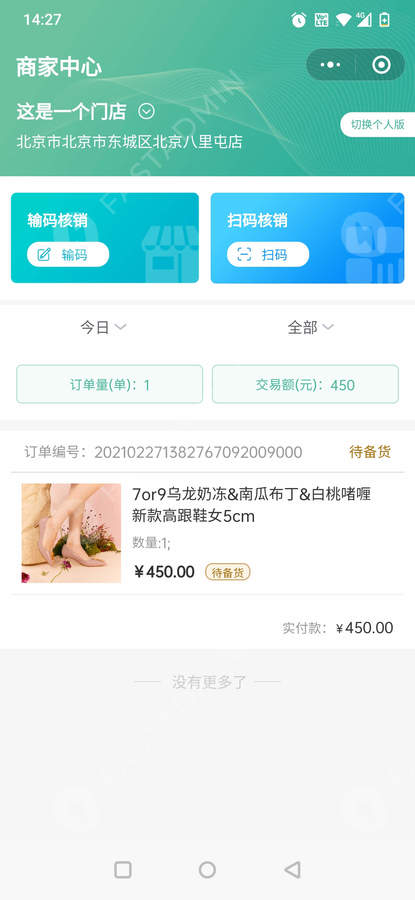 14:27
VoLTE
4G
商家中心
这是一个门店
北京市北京市东城区北京八里屯店
切换个人版
输码核销
输码
扫码核销
扫码
今日
全部
订单量(单)：1
交易额(元)：450
订单编号：202102271382767092009000
待备货
7or9乌龙奶冻&南瓜布丁&白桃啫喱
新款高跟鞋女5cm
数量:1;
￥450.00
待备货
实付款：￥450.00
没有更多了
FASTADMIN